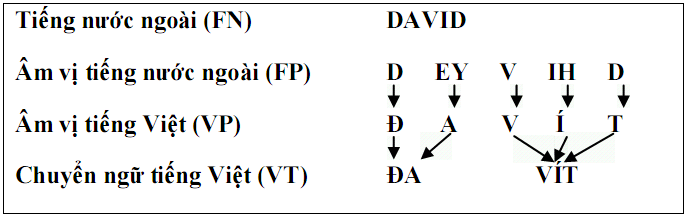 Tiếng nước ngoài (FN) DAVID
Âm vị tiếng nước ngoài (FP) D EY V IH D
Âm vị tiếng Việt (VP) Đ A V Í T
Chuyển ngữ tiếng Việt (VT) ĐA VÍT